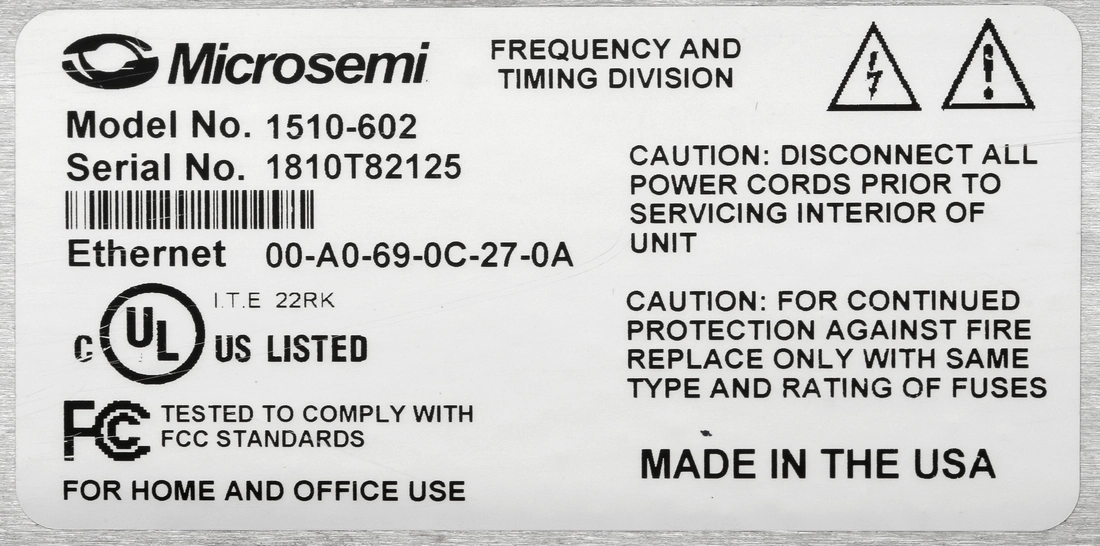 Microsemi
FREQUENCY AND
TIMING DIVISION
Model No. 1510-602
Serial No. 1810T82125
Ethernet 00-A0-69-0C-27-0A
C UL US LISTED
I.T.E 22RK
FC TESTED TO COMPLY WITH
FCC STANDARDS
FOR HOME AND OFFICE USE
CAUTION: DISCONNECT ALL
POWER CORDS PRIOR TO
SERVICING INTERIOR OF
UNIT
CAUTION: FOR CONTINUED
PROTECTION AGAINST FIRE
REPLACE ONLY WITH SAME
TYPE AND RATING OF FUSES
MADE IN THE USA